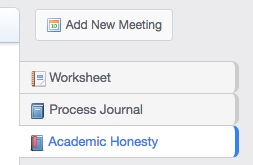 Add New Meeting
Worksheet
Process Journal
Academic Honesty